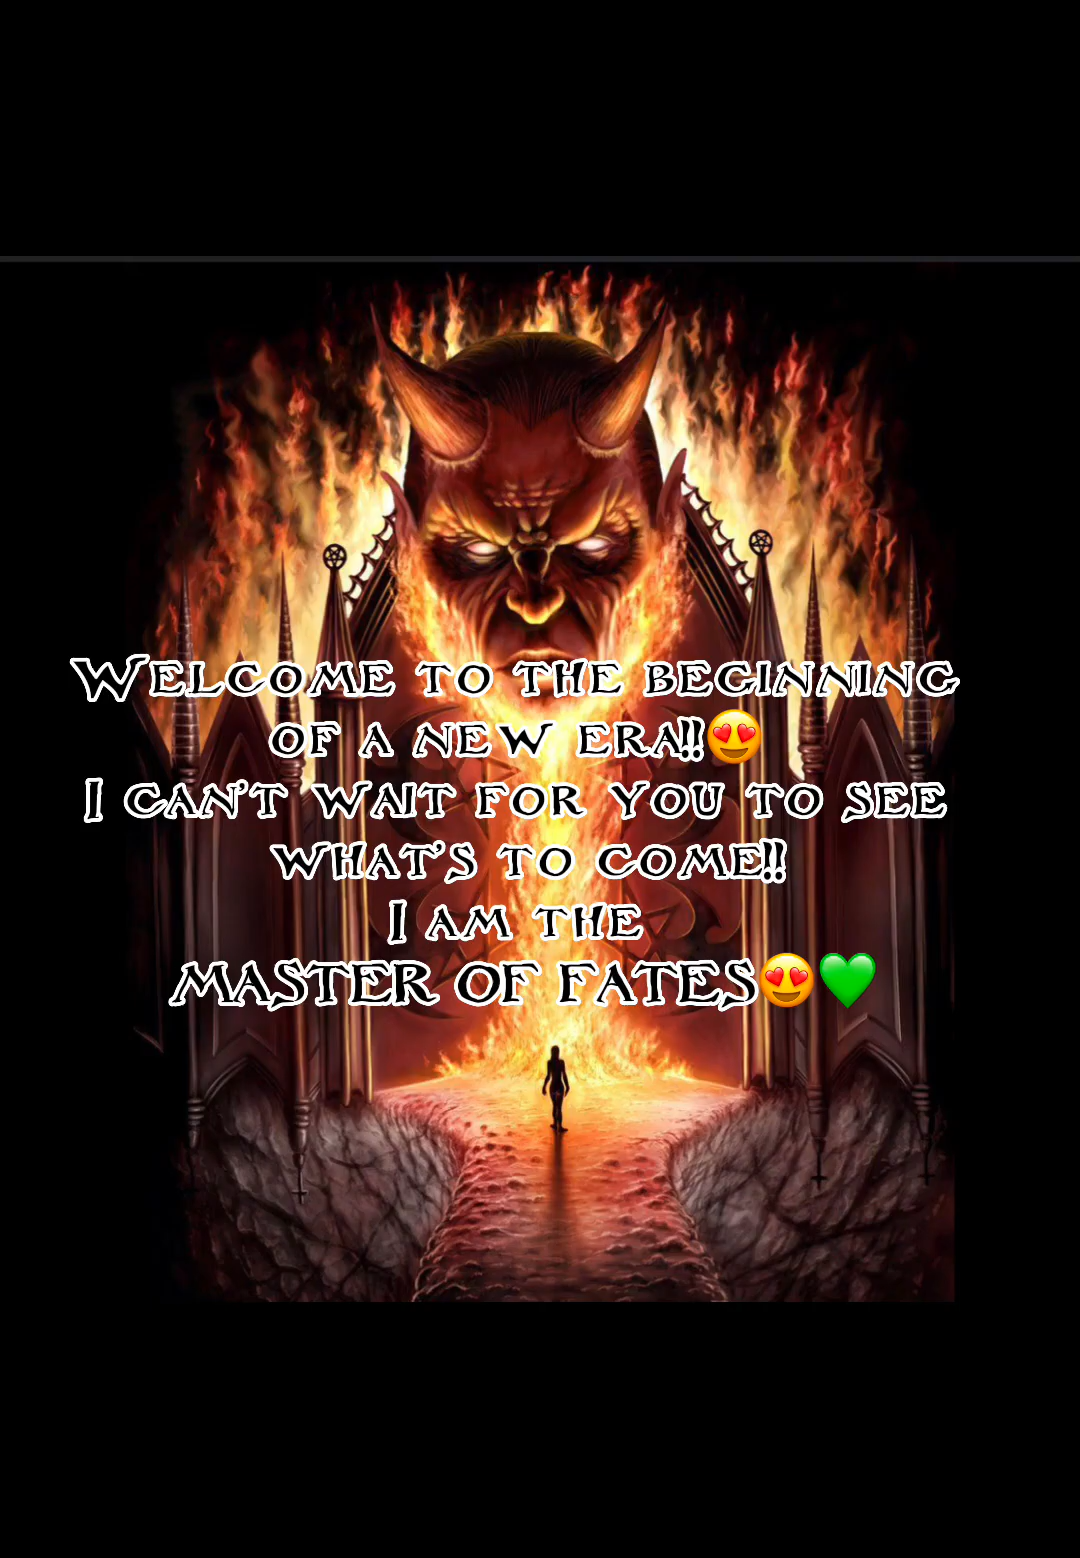 Welcome to the beginning
of a new era!!😍
I can't wait for you to see
what's to come!!
I am the
MASTER OF FATES😍💚